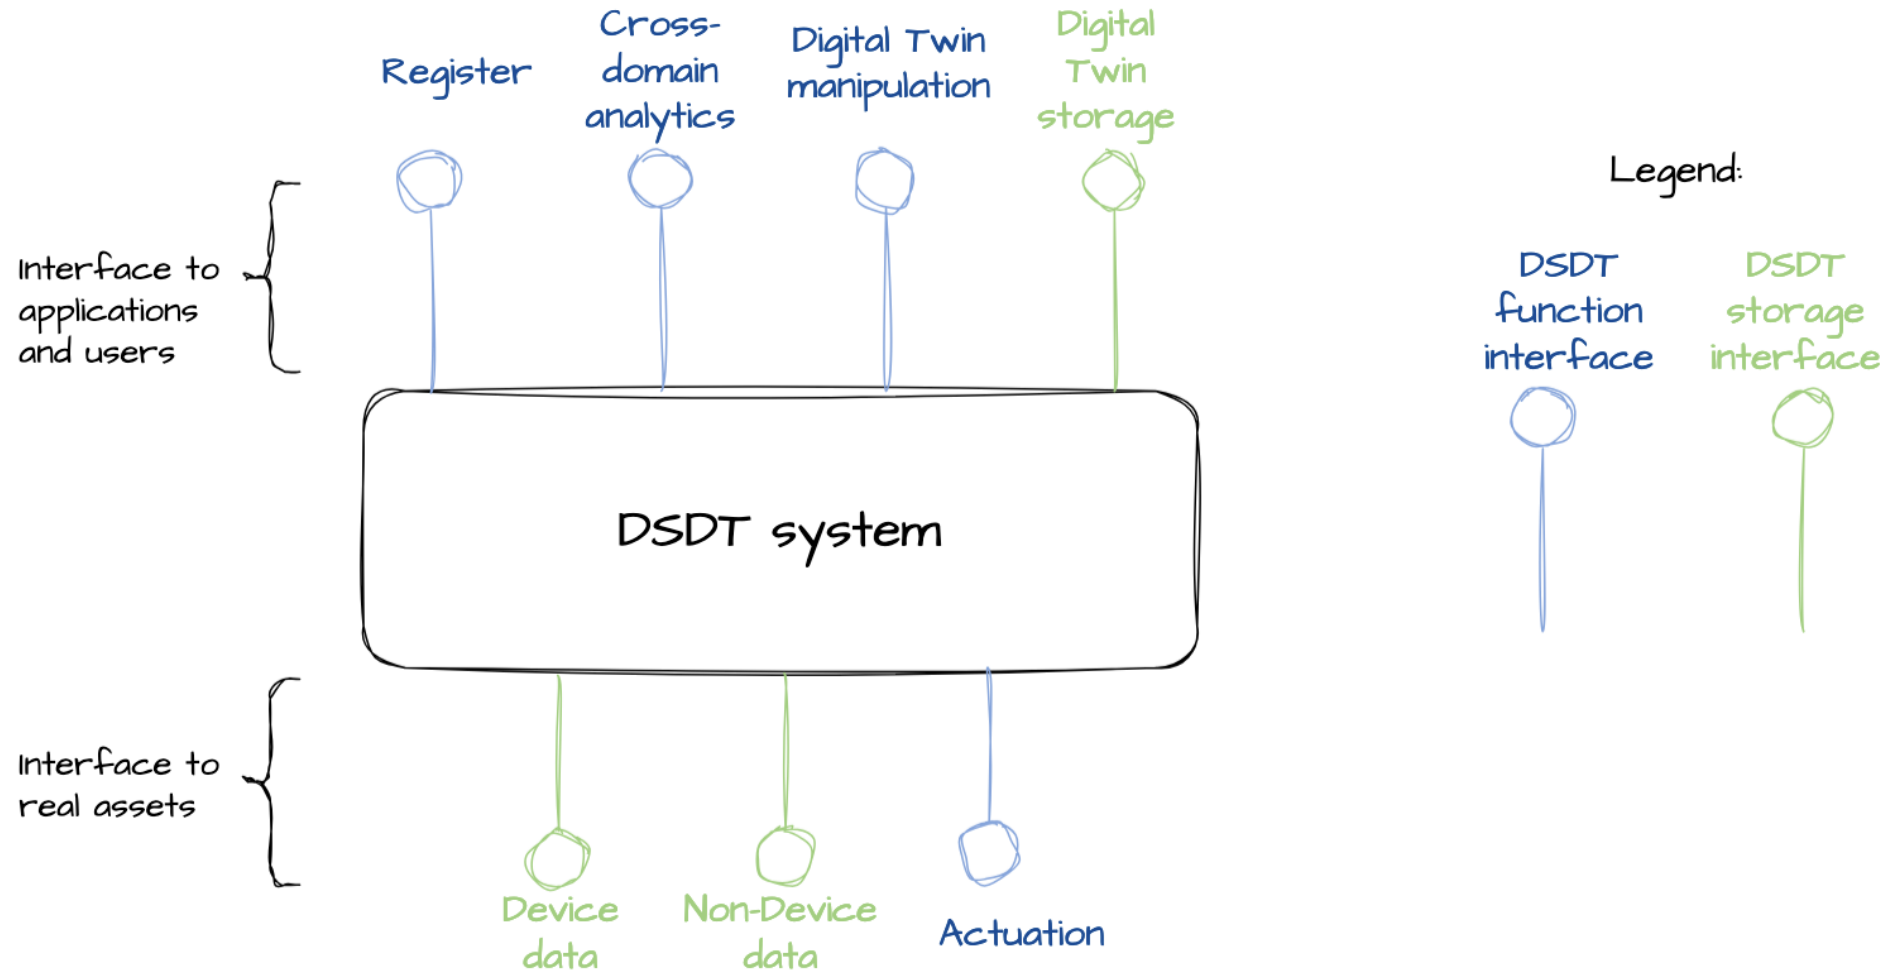 Register
Cross-
domain
analytics
Digital Twin
manipulation
Digital
Twin
storage
Legend:
Interface to
applications
and users
DSDT
function
interface
DSDT
storage
interface
DSDT system
Interface to
real assets
Device
data
Non-Device
data
Actuation